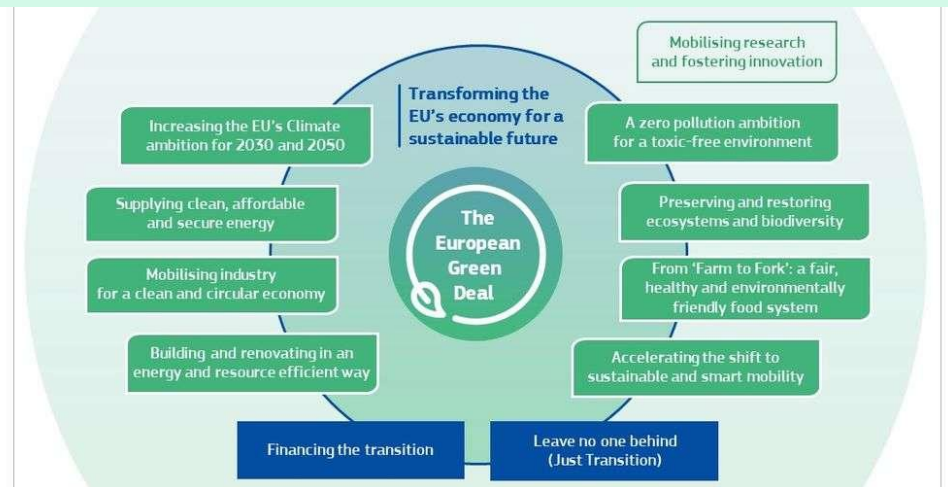 Mobilising research
and fostering innovation
Transforming the
EU's economy for a
sustainable future
Increasing the EU's Climate
ambition for 2030 and 2050
A zero pollution ambition
for a toxic-free environment
Supplying clean, affordable
and secure energy
Preserving and restoring
ecosystems and biodiversity
The
European
Green
Deal
Mobilising industry
for a clean and circular economy
From ‘Farm to Fork’: a fair,
healthy and environmentally
friendly food system
Building and renovating in an
energy and resource efficient way
Accelerating the shift to
sustainable and smart mobility
Financing the transition
Leave no one behind
(Just Transition)